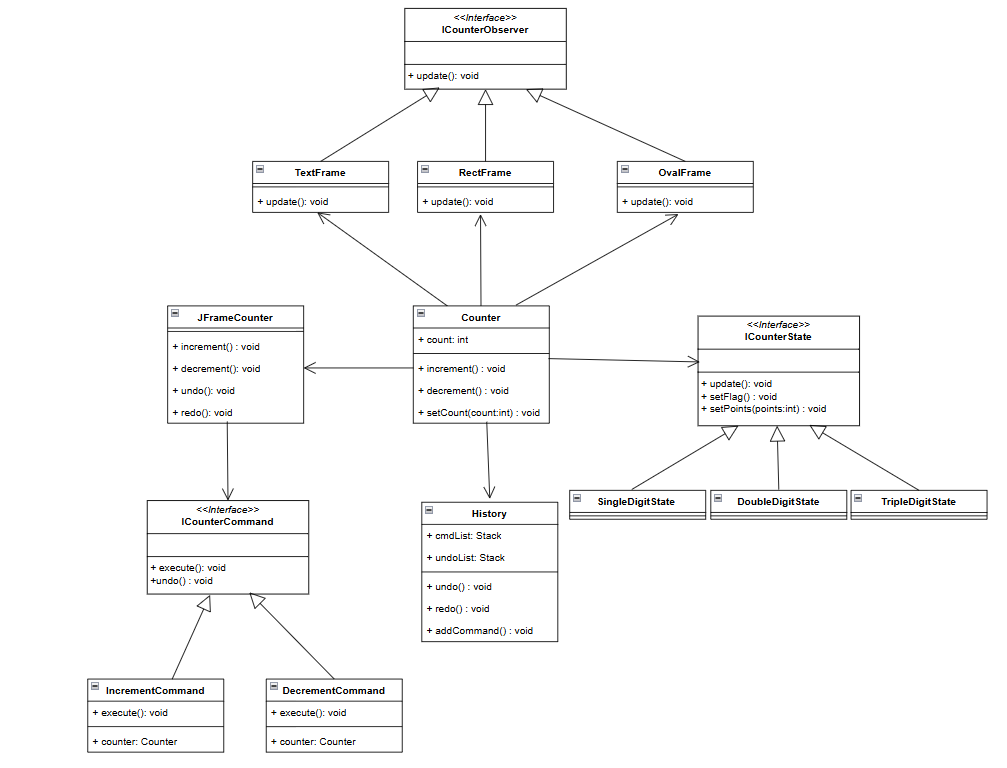 <<Interface>>
ICounterObserver
+ update(): void
TextFrame
+ update(): void
RectFrame
+ update(): void
OvalFrame
+ update(): void
JFrameCounter
+ increment() : void
+ decrement(): void
+ undo(): void
+ redo(): void
Counter
+ count: int
+ increment() : void
+ decrement() : void
+ setCount(count:int) : void
<<Interface>>
ICounterState
+ update(): void
+ setFlag() : void
+ setPoints(points:int) : void
SingleDigitState
DoubleDigitState
TripleDigitState
<<Interface>>
ICounterCommand
+ execute(): void
+undo() : void
History
+ cmdList: Stack
+ undoList: Stack
+ undo() : void
+ redo() : void
+ addCommand() : void
IncrementCommand
+ execute(): void
+ counter: Counter
DecrementCommand
+ execute(): void
+ counter: Counter